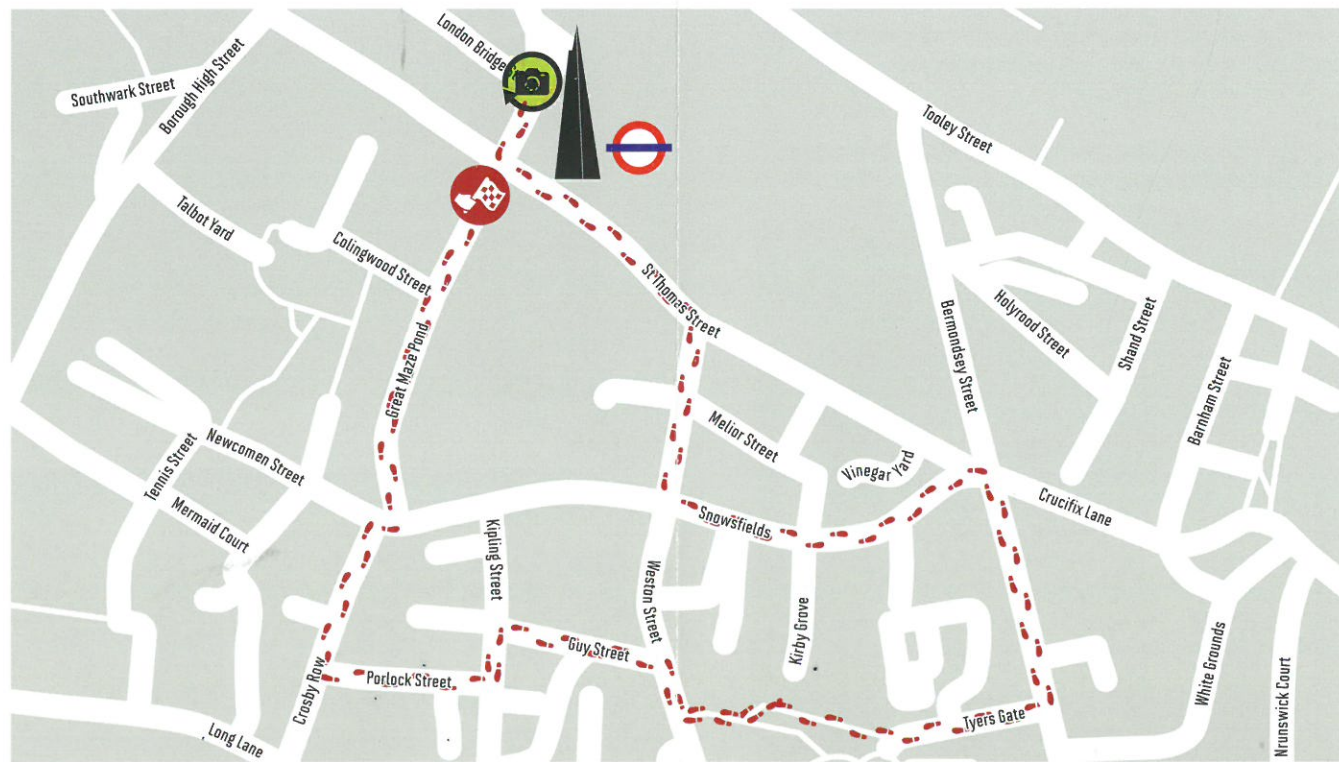 London Bridge
Borough High Street
Southwark Street
Tooley Street
Talbot Yard
Colingwood Street
St Thomas Street
Great Maze Pond
Bermondsey Street
Holyrood Street
Shand Street
Barnham Street
Melior Street
Vinegar Yard
Newcomen Street
Tennis Street
Mermaid Court
Snowsfields
Crucifix Lane
Kipling Street
Weston Street
Kirby Grove
Guy Street
Porlock Street
Crosby Row
Long Lane
Tyers Gate
White Grounds
Nrunswick Court